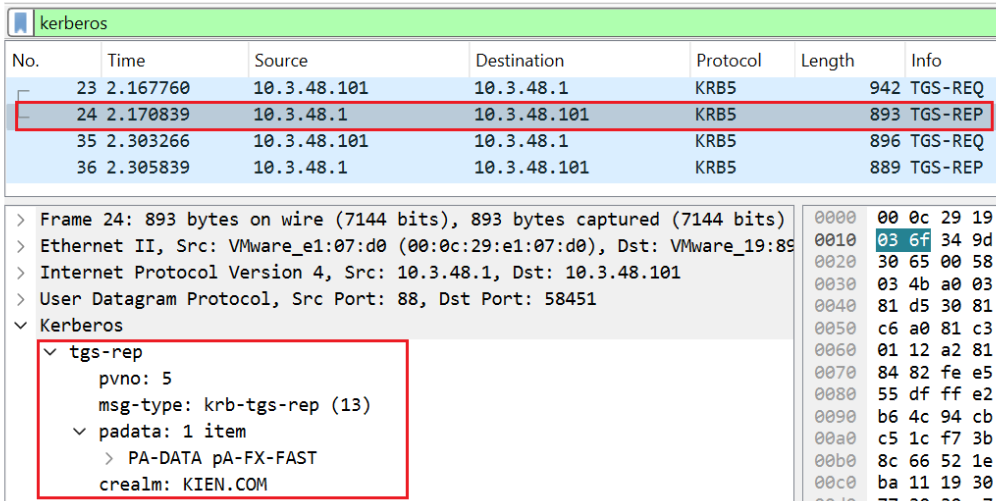 kerberos
No. Time Source Destination Protocol Length Info
23 2.167760 10.3.48.101 10.3.48.1 KRB5 942 TGS-REQ
24 2.170839 10.3.48.1 10.3.48.101 KRB5 893 TGS-REP
35 2.303266 10.3.48.101 10.3.48.1 KRB5 896 TGS-REQ
36 2.305839 10.3.48.1 10.3.48.101 KRB5 889 TGS-REP
> Frame 24: 893 bytes on wire (7144 bits), 893 bytes captured (7144 bits)
> Ethernet II, Src: VMware_e1:07:d0 (00:0c:29:e1:07:d0), Dst: VMware_19:89
> Internet Protocol Version 4, Src: 10.3.48.1, Dst: 10.3.48.101
> User Datagram Protocol, Src Port: 88, Dst Port: 58451
Kerberos
tgs-rep
pvno: 5
msg-type: krb-tgs-rep (13)
padata: 1 item
> PA-DATA pA-FX-FAST
crealm: KIEN.COM
0000 00 0c 29 19
0010 03 6f 34 9d
0020 30 65 00 58
0030 03 4b a0 03
0040 81 d5 30 81
0050 c6 a0 81 c3
0060 01 12 a2 81
0070 84 82 fe e5
0080 55 df ff e2
0090 b6 4c 94 cb
00a0 c5 1c f7 3b
00b0 8c 66 52 1e
00c0 ba 11 19 30